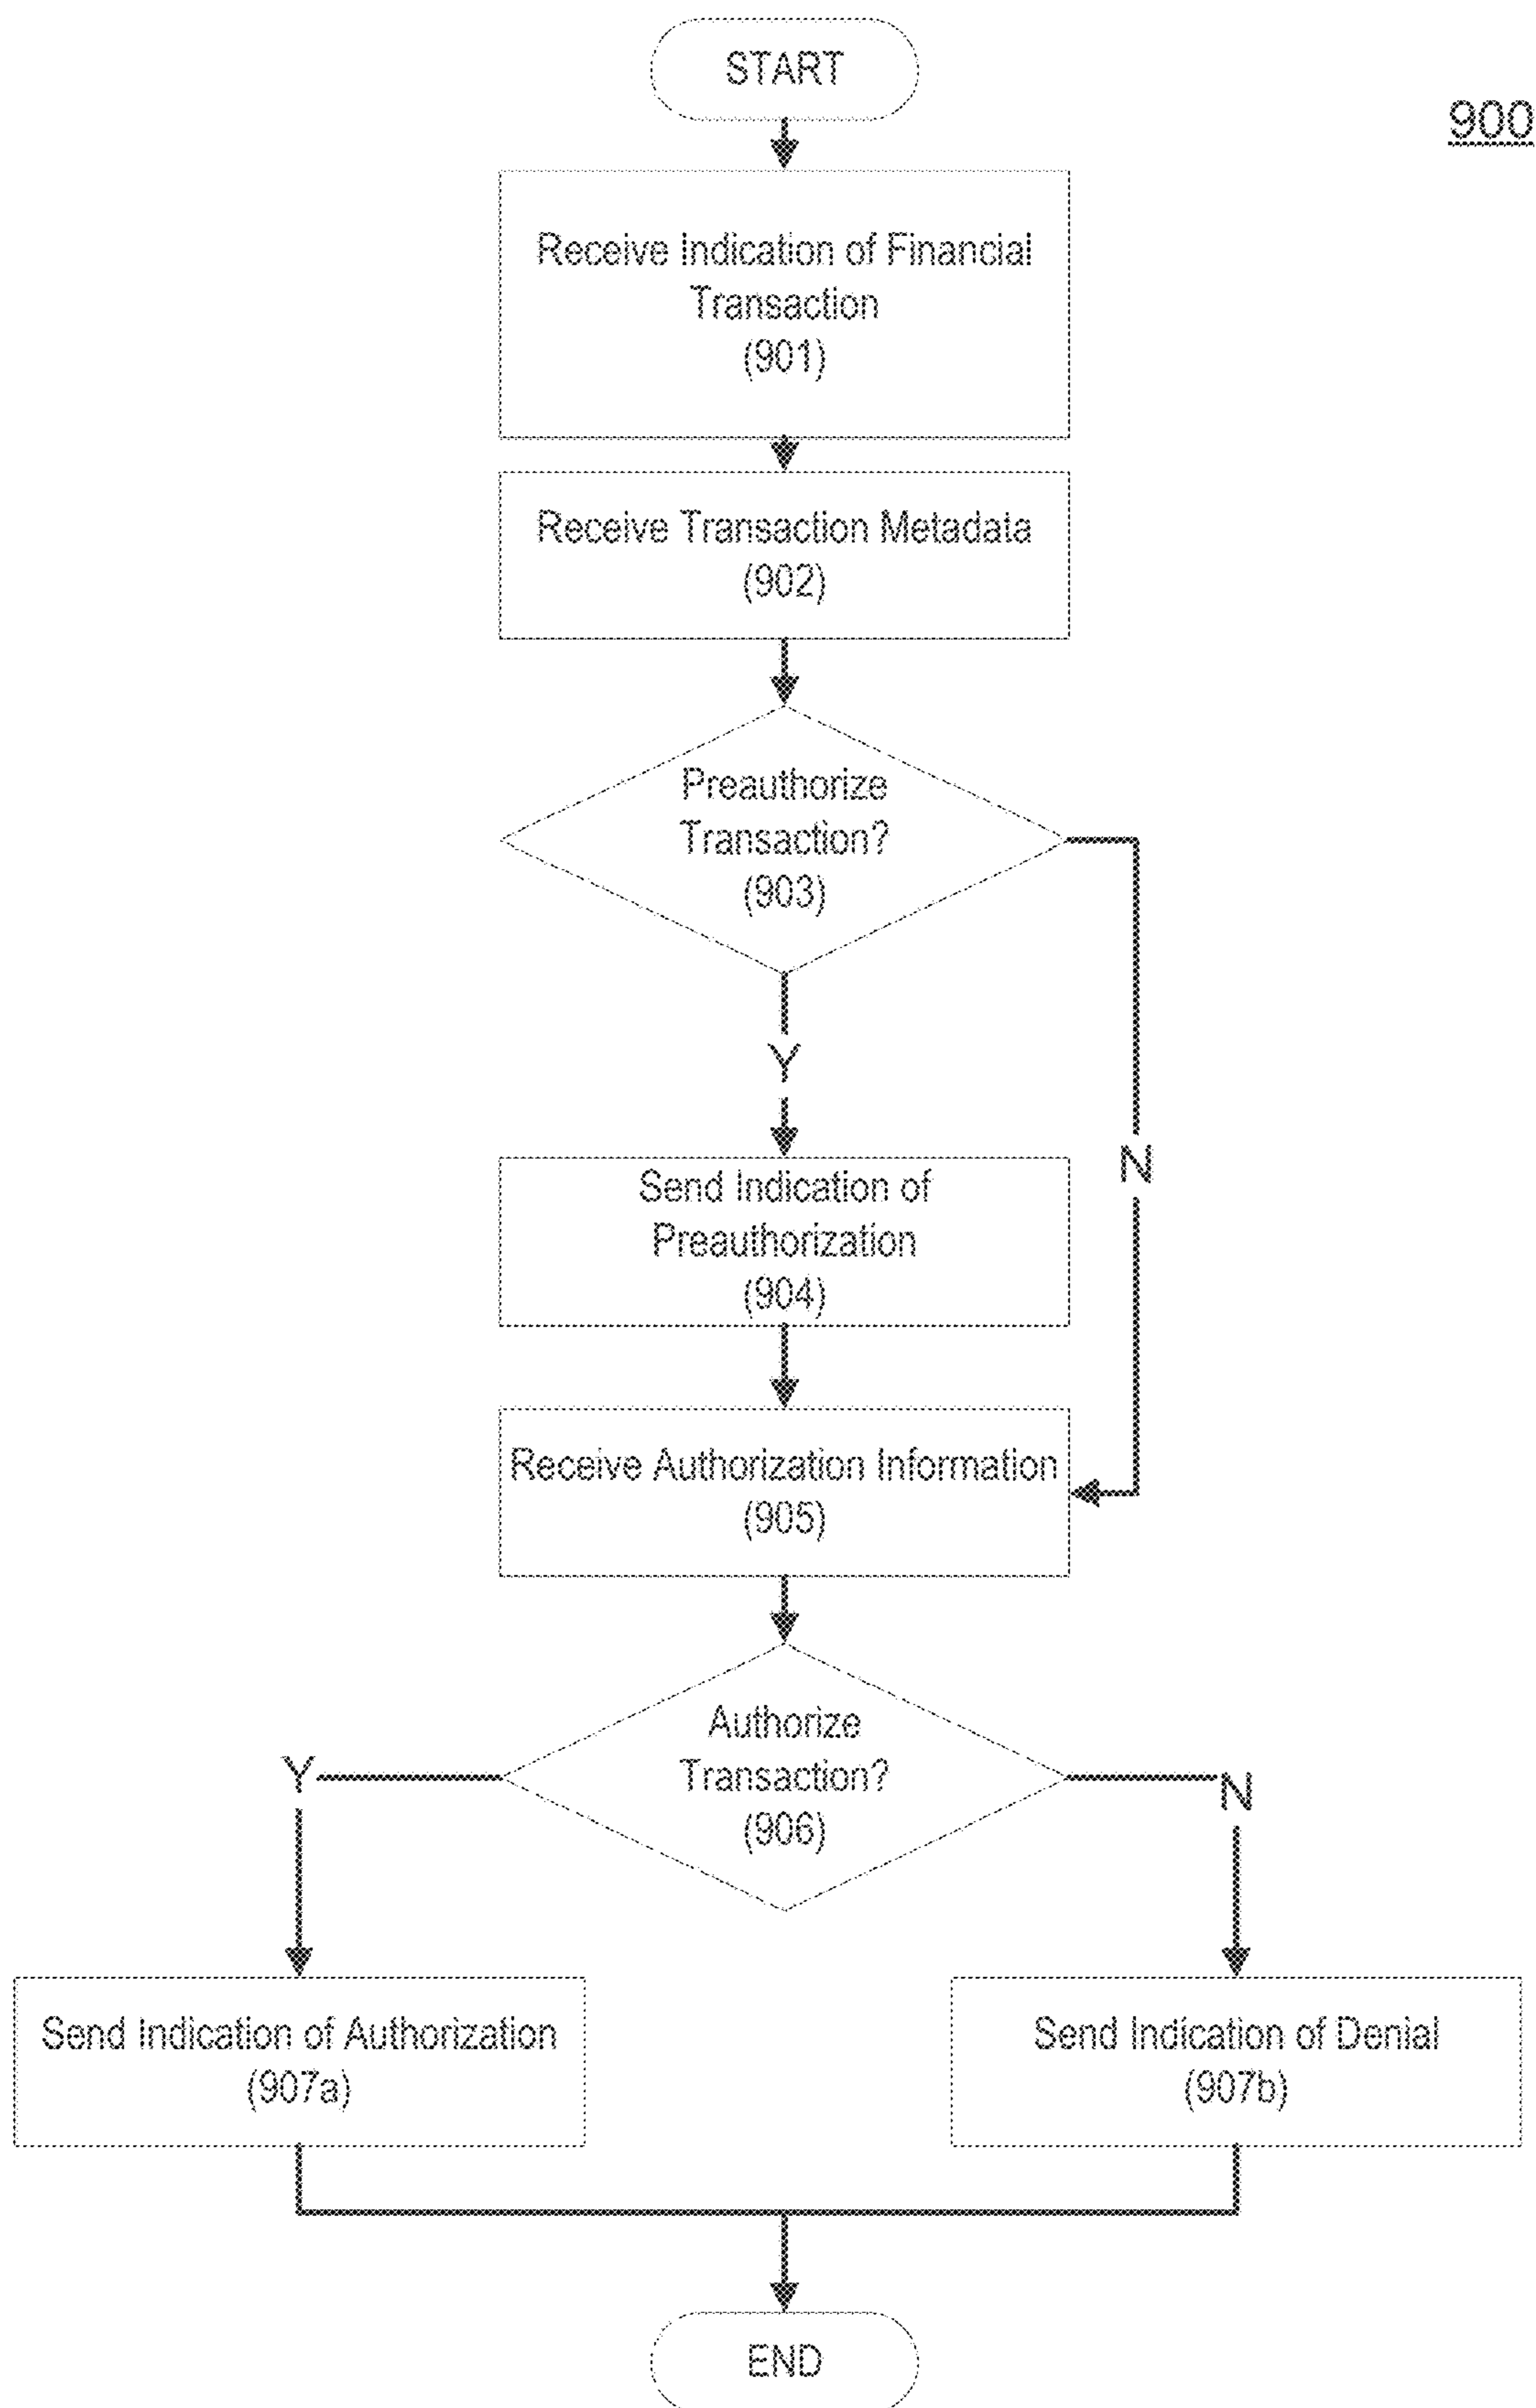 START
900
Receive Indication of Financial
Transaction
(901)
Receive Transaction Metadata
(902)
Preauthorize
Transaction?
(903)
Y
N
Send Indication of
Preauthorization
(904)
Receive Authorization Information
(905)
Authorize
Transaction?
(906)
Y
N
Send Indication of Authorization
(907a)
Send Indication of Denial
(907b)
END